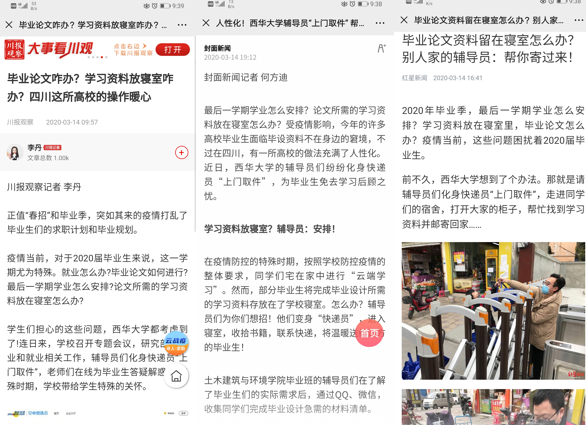 9:39
毕业论文咋办？学习资料放寝室咋办？...
川报观察
大事看川观
点击右边
下载观察
打 开
毕业论文咋办？学习资料放寝室咋
办？四川这所高校的操作暖心
川报观察 2020-03-14 09:57
李丹
文章总数 1.00k
川报观察记者 李丹
正值“春招”和毕业季，突如其来的疫情打乱了
毕业生们的求职计划和毕业规划。
疫情当前，对于2020届毕业生来说，这一学
期尤为特殊。就业怎么办?毕业论文如何进行?
最后一学期学业怎么安排?论文所需的学习资
料放在寝室怎么办?
学生们担心的这些问题，西华大学都考虑到
了!连日来，学校召开专题会议，研究
业和就业相关工作，辅导员们化身快递员“上
门取件”，老师们在线为毕业生答疑解
殊时期，学校带给学生特殊的关怀。
9:38
人性化！西华大学辅导员“上门取件” 帮...
封面新闻
2020-03-14 19:12
封面新闻记者 何方迪
最后一学期学业怎么安排？论文所需的学习资
料放在寝室怎么办？受疫情影响，今年的许多
高校毕业生面临毕设资料不在身边的窘境，不
过在四川，有一所高校的做法充满了人性化。
近日，西华大学的辅导员们纷纷化身快递
员“上门取件”，为毕业生免去学习后顾之
忧。
学习资料放寝室？辅导员：安排！
在疫情防控的特殊时期，按照学校防控疫情的
整体要求，同学们宅在家中进行“云端学
习”。然而，部分毕业生将完成毕业设计所需
的学习资料存放在了学校寝室。怎么办？辅导
员们为你们想招！他们变身“快递员”，进入
寝室，收拾书籍，联系快递，将温暖送
的毕业生！
首页
土木建筑与环境学院毕业班的辅导员们在了解
了毕业生们的实际需求后，通过QQ、微信，
收集同学们完成毕业设计急需的材料清单。
9:38
毕业论文资料留在寝室怎么办？别人家...
毕业论文资料留在寝室怎么办？
别人家的辅导员：帮你寄过来！
红星新闻 2020-03-14 16:41
2020年毕业季，最后一学期学业怎么安
排？学习资料放在寝室里，毕业论文怎么
办？疫情当前，这些问题困扰着2020届毕
业生。
前不久，西华大学想到了个办法。那就是请
辅导员们化身快递员“上门取件”，走进同学
们的宿舍，打开大家的柜子，帮忙找到学习
资料并邮寄回家……